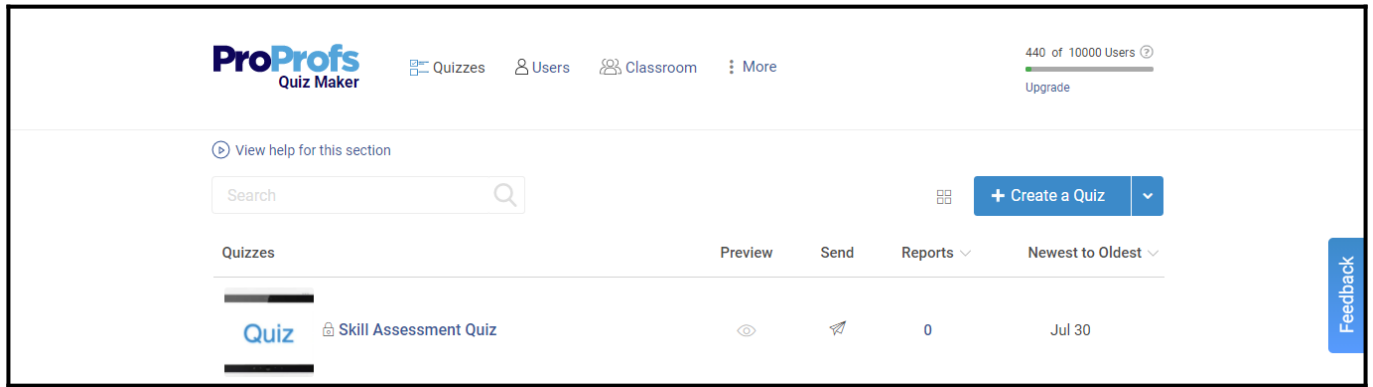 ProProfs
Quiz Maker
Quizzes Users Classroom More
440 of 10000 Users ?
Upgrade
View help for this section
Search
+ Create a Quiz
Quizzes Preview Send Reports Newest to Oldest
Quiz Skill Assessment Quiz 0 Jul 30
Feedback